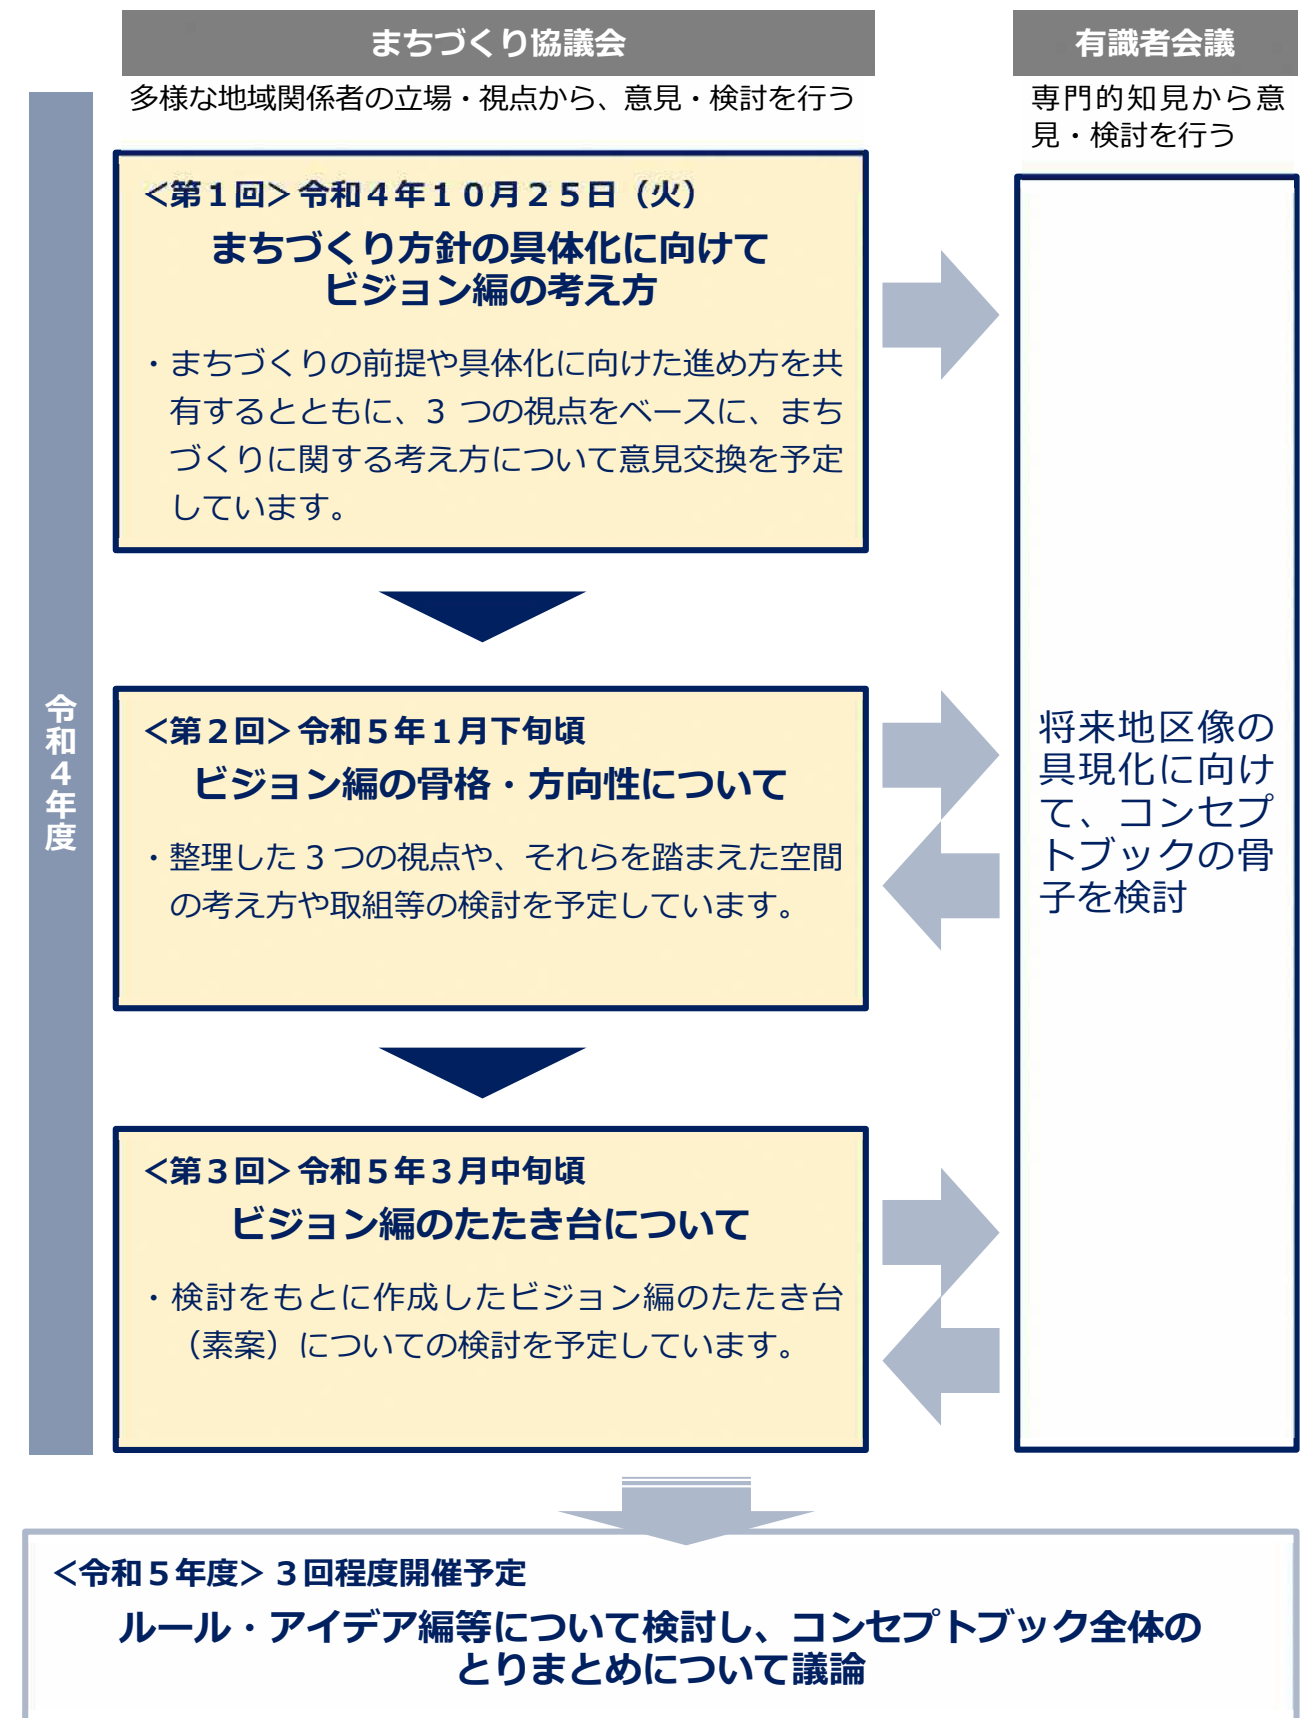 まちづくり協議会
多様な地域関係者の立場・視点から、意見・検討を行う
有識者会議
専門的知見から意
見・検討を行う
令和４年度
＜第１回＞令和４年１０月２５日（火）
まちづくり方針の具体化に向けて
ビジョン編の考え方
・まちづくりの前提や具体化に向けた進め方を共
有するとともに、3 つの視点をベースに、まち
づくりに関する考え方について意見交換を予定
しています。
＜第２回＞令和５年１月下旬頃
ビジョン編の骨格・方向性について
・整理した 3 つの視点や、それらを踏まえた空間
の考え方や取組等の検討を予定しています。
＜第３回＞令和５年３月中旬頃
ビジョン編のたたき台について
・検討をもとに作成したビジョン編のたたき台
（素案）についての検討を予定しています。
将来地区像の
具現化に向け
て、コンセプ
トブックの骨
子を検討
＜令和５年度＞３回程度開催予定
ルール・アイデア編等について検討し、コンセプトブック全体の
とりまとめについて議論